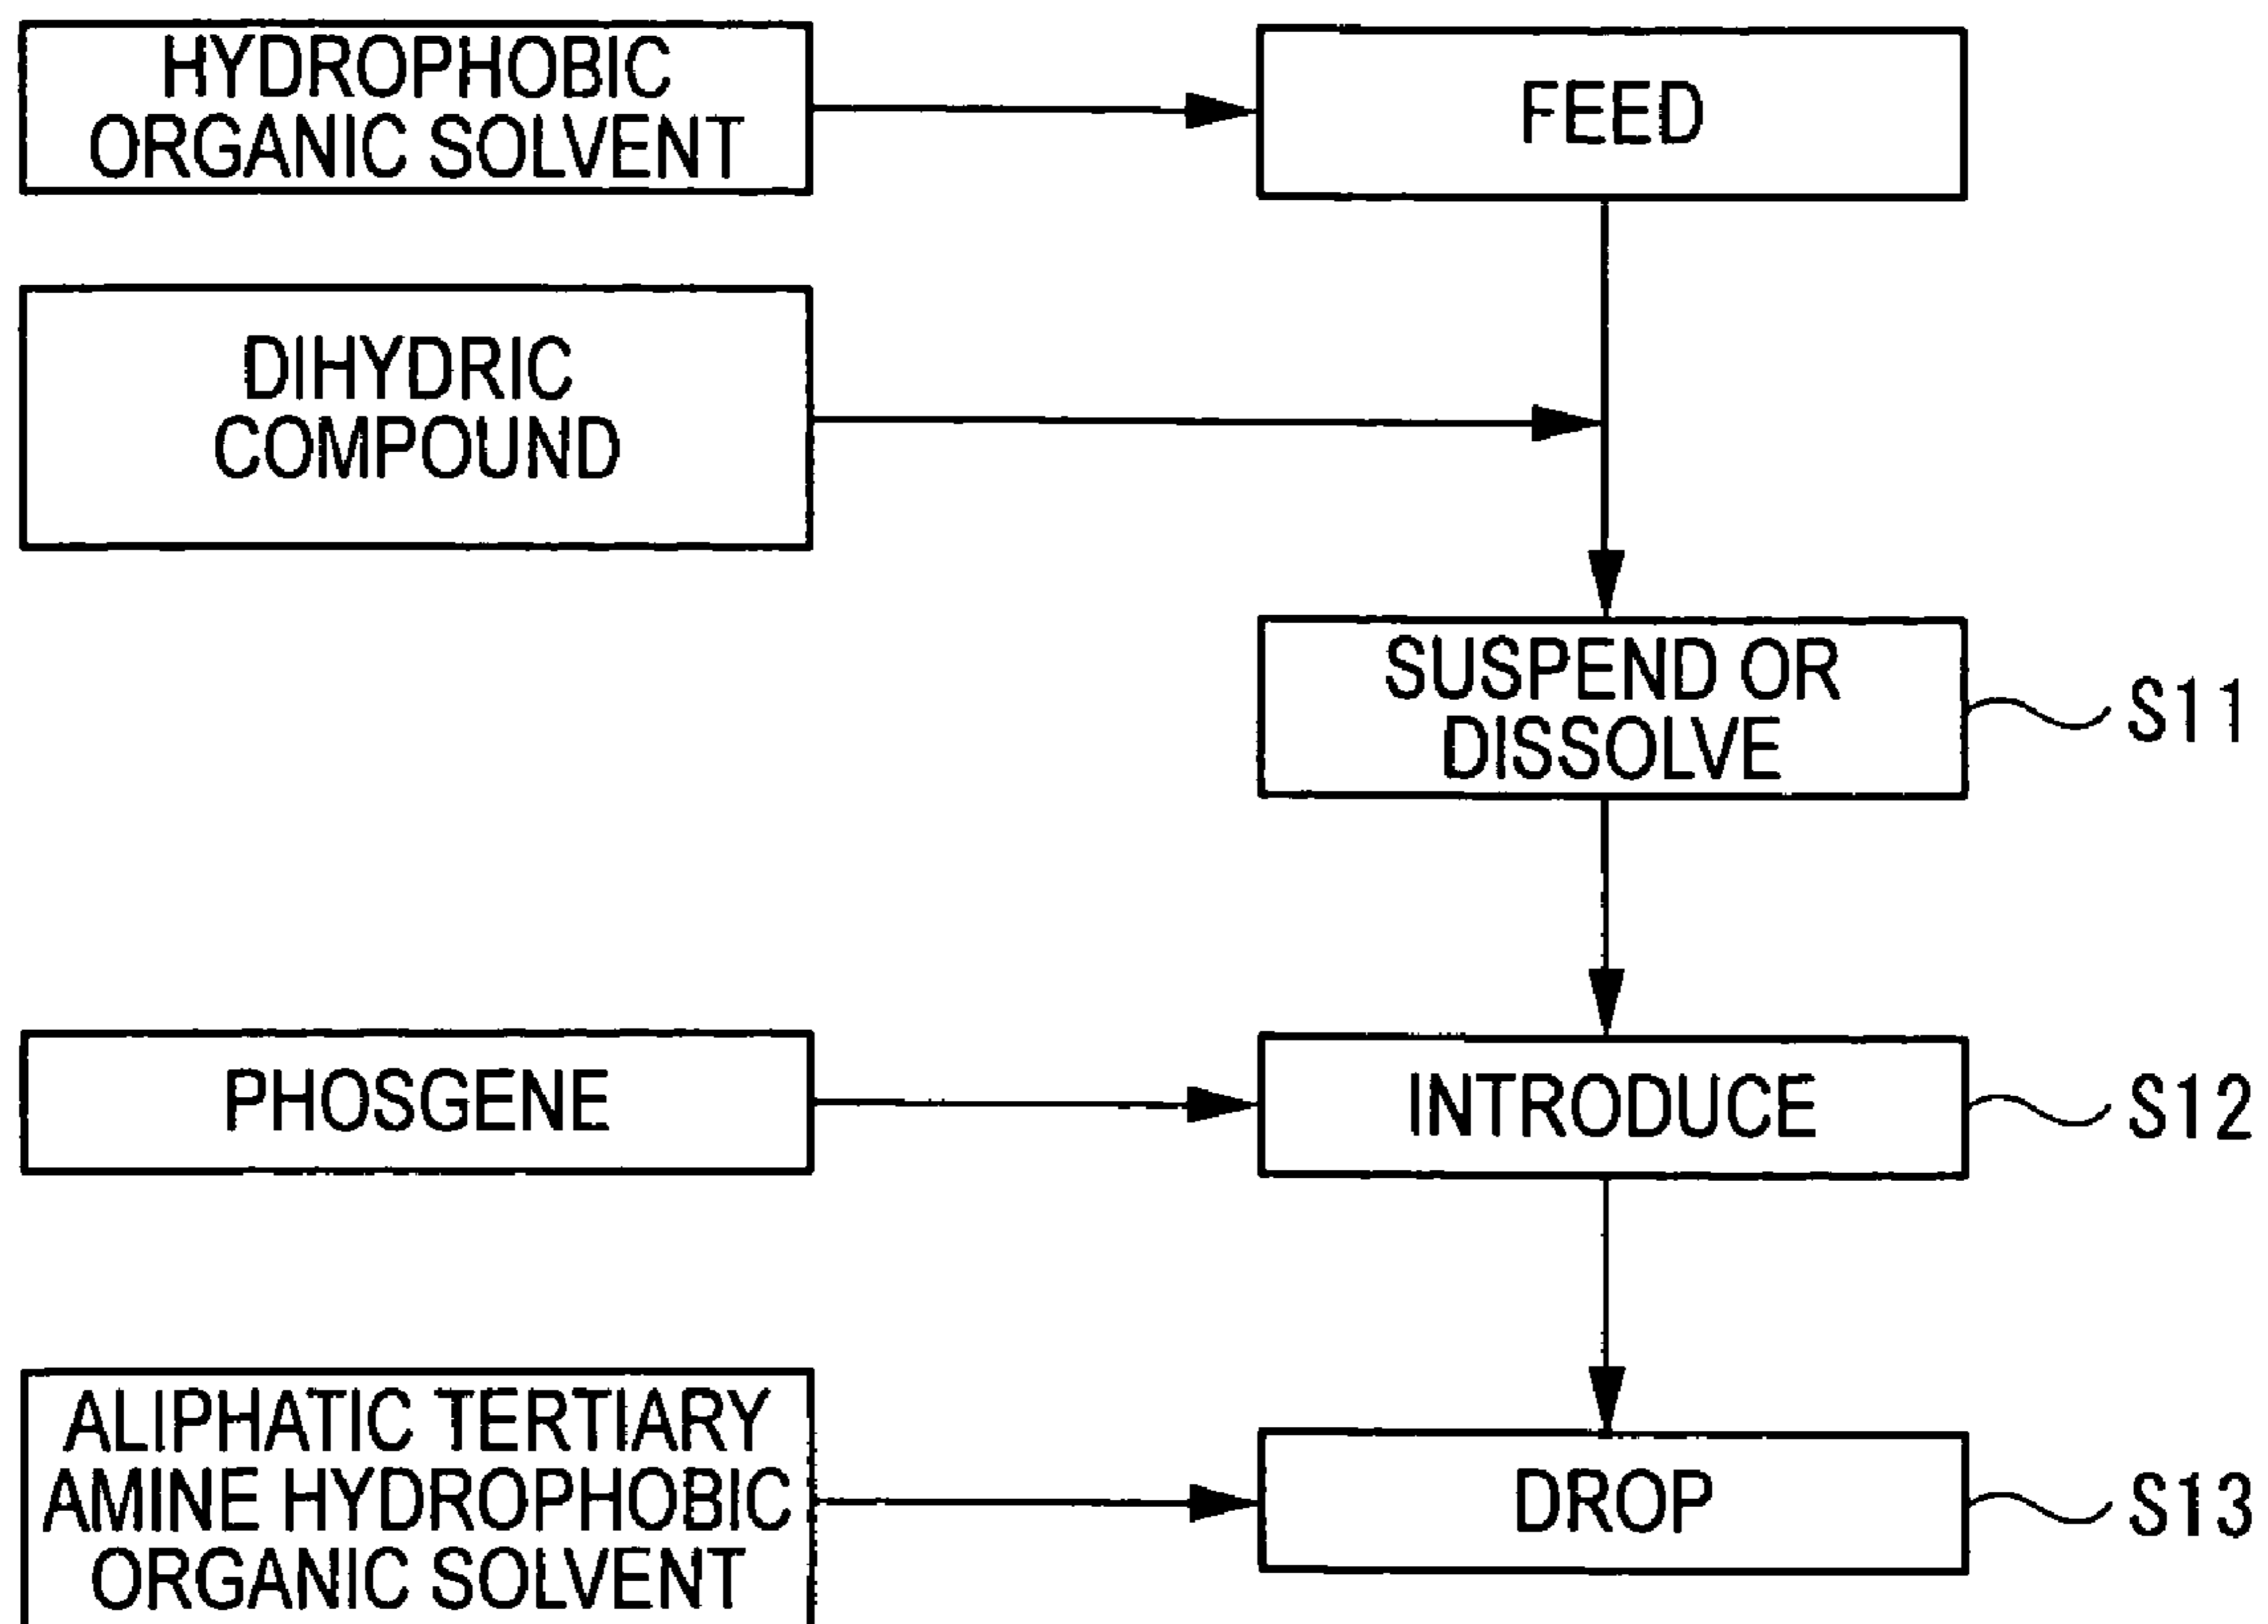 HYDROPHOBIC
ORGANIC SOLVENT
FEED
DIHYDRIC
COMPOUND
SUSPEND OR
DISSOLVE
S11
PHOSGENE
INTRODUCE
S12
ALIPHATIC TERTIARY
AMINE HYDROPHOBIC
ORGANIC SOLVENT
DROP
S13